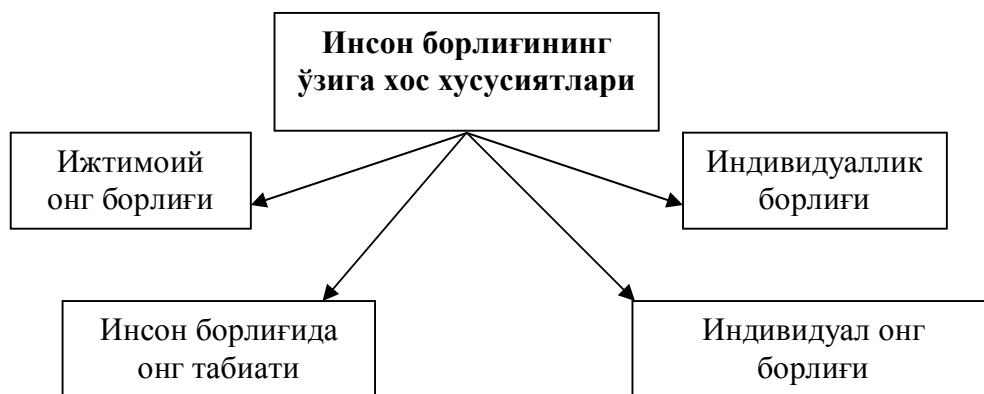 Инсон борлиғининг
ўзига хос хусусиятлари
Ижтимоий
онг борлиғи
Индивидуаллик
борлиғи
Инсон борлиғида
онг табиати
Индивидуал онг
борлиғи